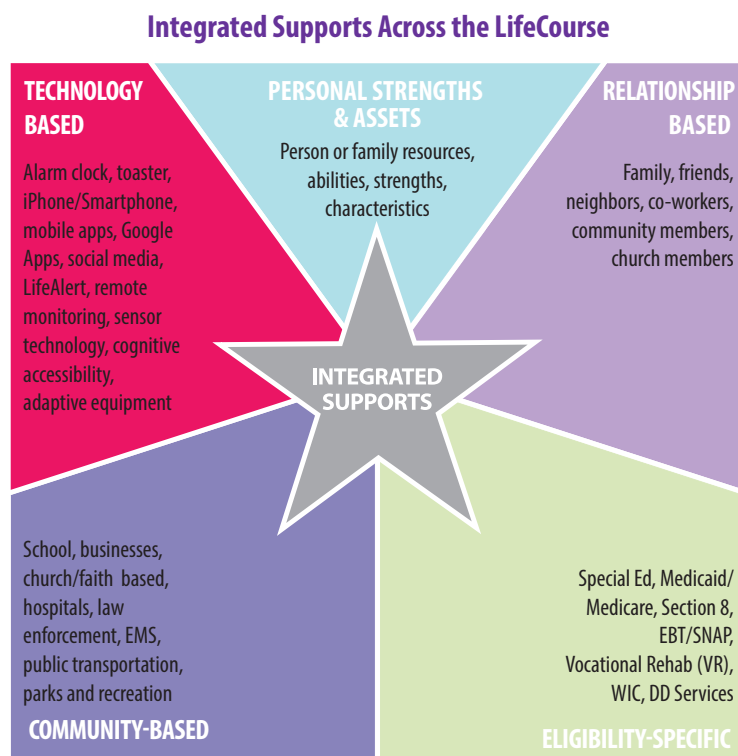 Integrated Supports Across the LifeCourse
TECHNOLOGY
BASED
Alarm clock, toaster,
iPhone/Smartphone,
mobile apps, Google
Apps, social media,
LifeAlert, remote
monitoring, sensor
technology, cognitive
accessibility,
adaptive equipment
PERSONAL STRENGTHS
& ASSETS
Person or family resources,
abilities, strengths,
characteristics
RELATIONSHIP
BASED
Family, friends,
neighbors, co-workers,
community members,
church members
INTEGRATED
SUPPORTS
School, businesses,
church/faith based,
hospitals, law
enforcement, EMS,
public transportation,
parks and recreation
COMMUNITY-BASED
Special Ed, Medicaid/
Medicare, Section 8,
EBT/SNAP,
Vocational Rehab (VR),
WIC, DD Services
ELIGIBILITY-SPECIFIC